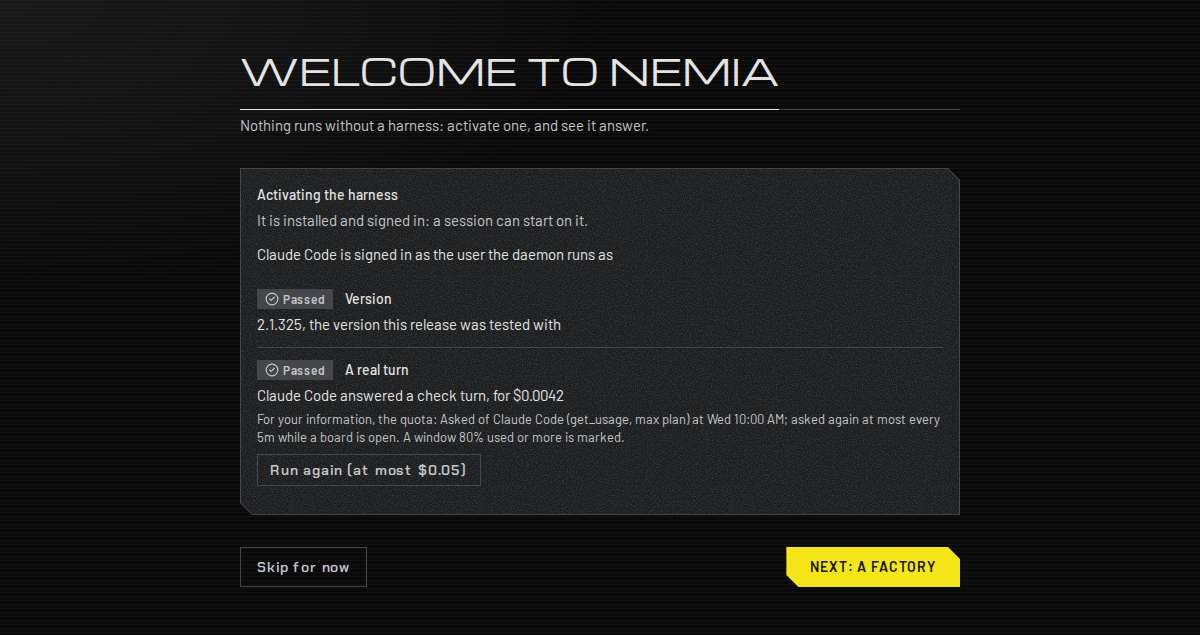 WELCOME TO NEMIA
Nothing runs without a harness: activate one, and see it answer.
Activating the harness
It is installed and signed in: a session can start on it.
Claude Code is signed in as the user the daemon runs as
Passed Version
2.1.325, the version this release was tested with
Passed A real turn
Claude Code answered a check turn, for $0.0042
For your information, the quota: Asked of Claude Code (get_usage, max plan) at Wed 10:00 AM; asked again at most every
5m while a board is open. A window 80% used or more is marked.
Run again (at most $0.05)
Skip for now
NEXT: A FACTORY